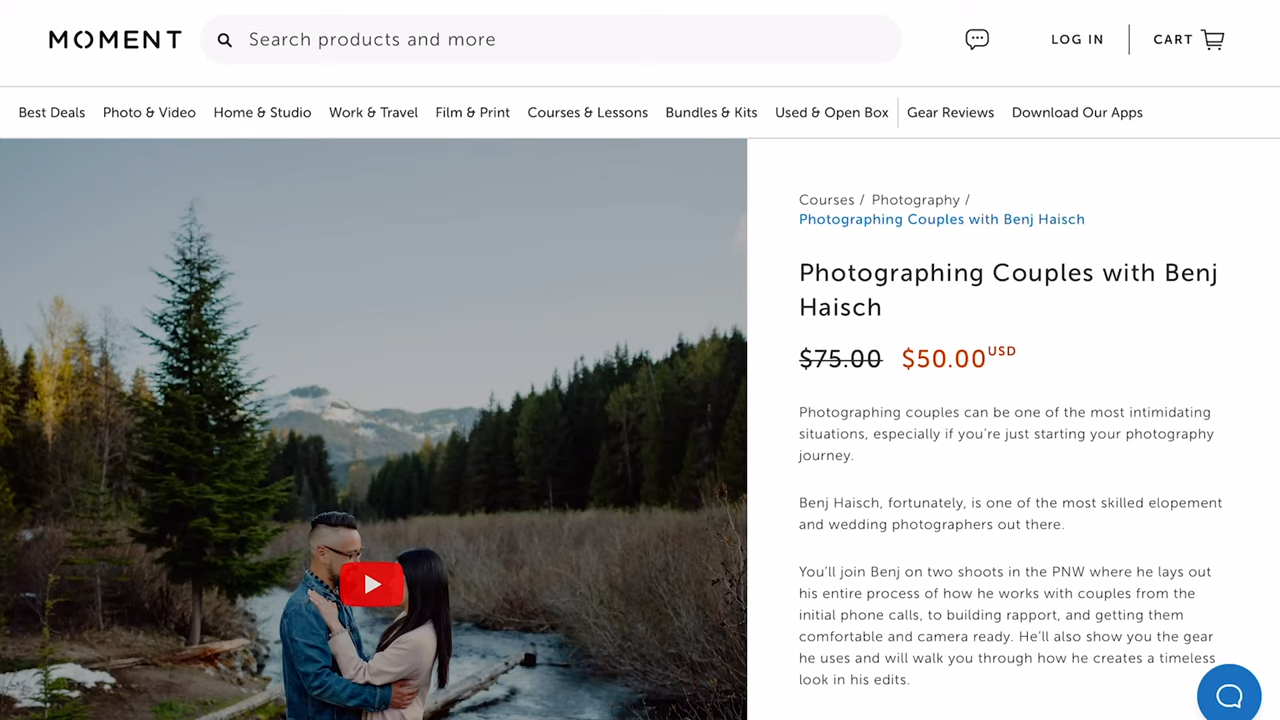 MOMENT
Search products and more
LOG IN
CART
Best Deals
Photo & Video
Home & Studio
Work & Travel
Film & Print
Courses & Lessons
Bundles & Kits
Used & Open Box
Gear Reviews
Download Our Apps
Courses / Photography /
Photographing Couples with Benj Haisch
Photographing Couples with Benj
Haisch
$75.00 $50.00 USD
Photographing couples can be one of the most intimidating
situations, especially if you're just starting your photography
journey.
Benj Haisch, fortunately, is one of the most skilled elopement
and wedding photographers out there.
You'll join Benj on two shoots in the PNW where he lays out
his entire process of how he works with couples from the
initial phone calls, to building rapport, and getting them
comfortable and camera ready. He'll also show you the gear
he uses and will walk you through how he creates a timeless
look in his edits.